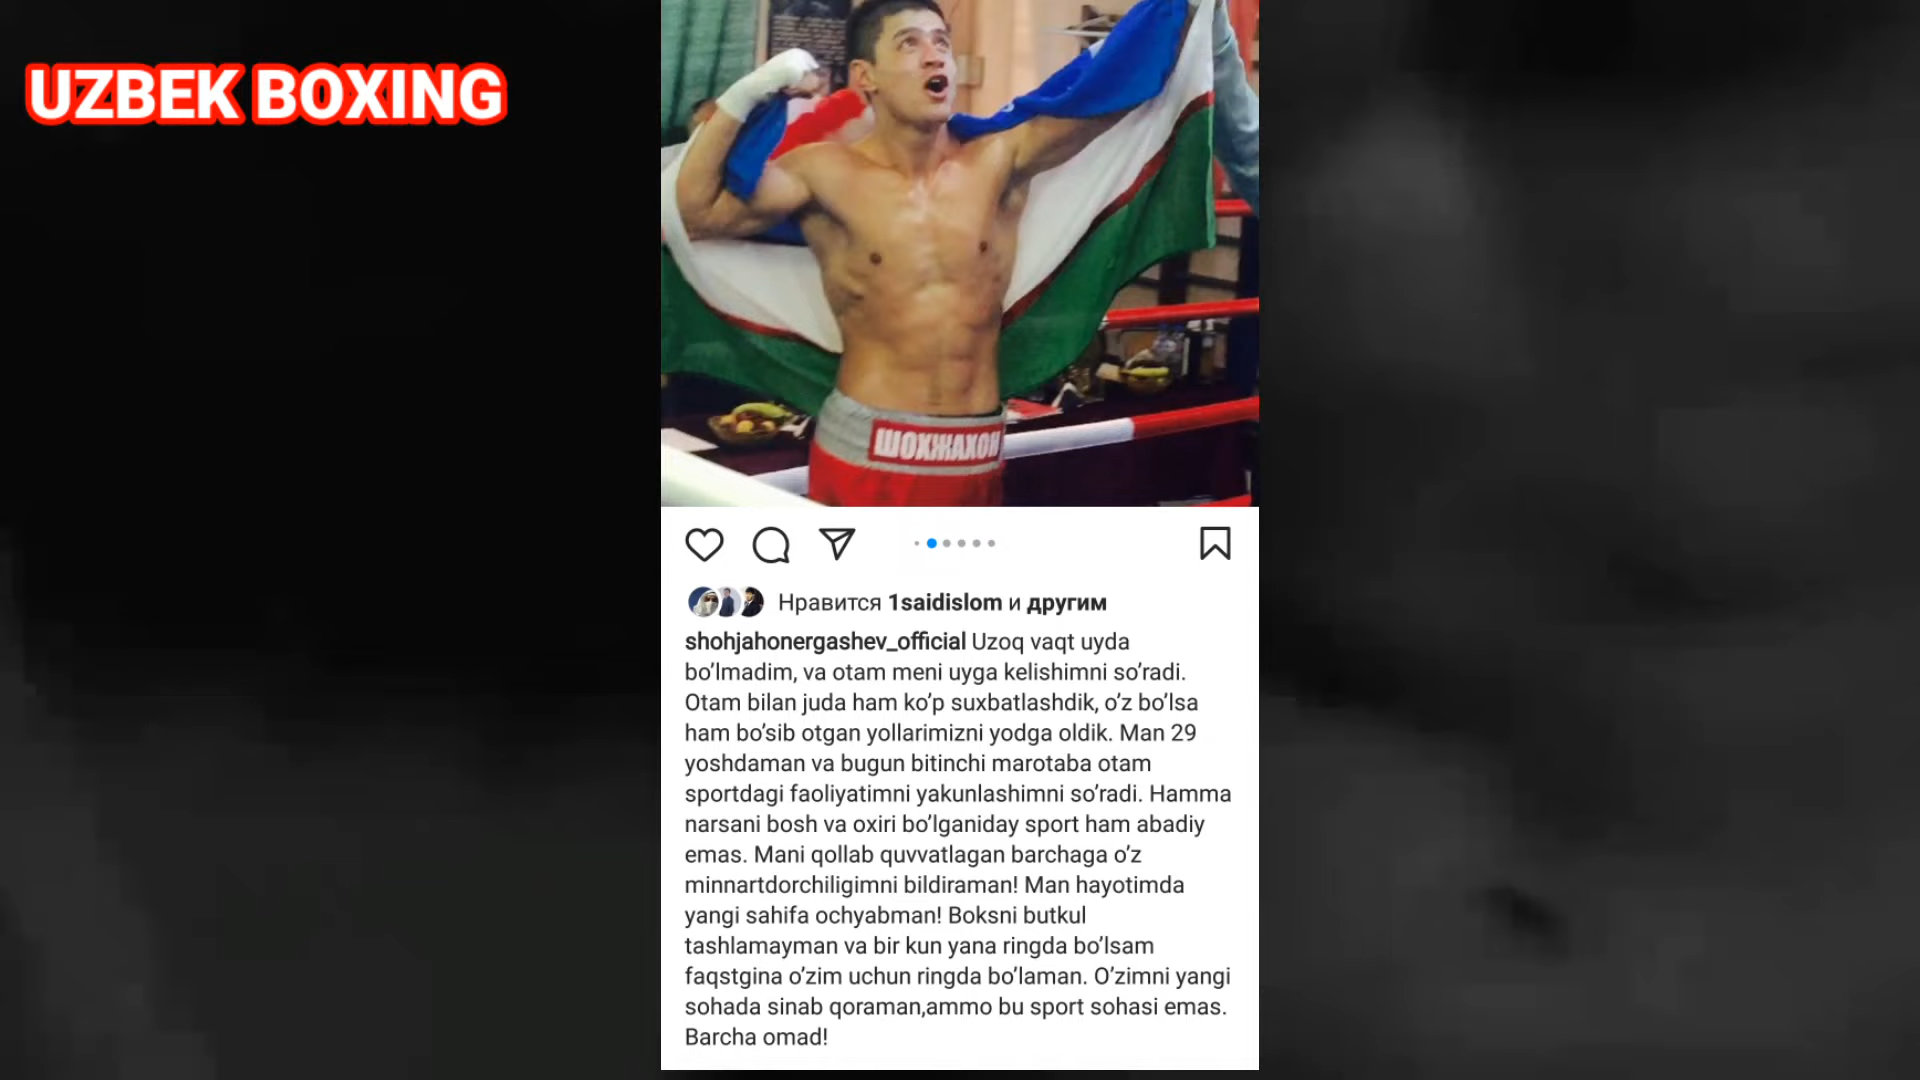 UZBEK BOXING
ШОХЖАХОН
Нравится 1saidislom и другим
shohjahonergashev_official Uzoq vaqt uyda
bo’lmadim, va otam meni uyga kelishimni so’radi.
Otam bilan juda ham ko’p suxbatlashdik, o’z bo’lsa
ham bo’sib otgan yollarimizni yodga oldik. Man 29
yoshdaman va bugun bitinchi marotaba otam
sportdagi faoliyatimni yakunlashimni so’radi. Hamma
narsani bosh va oxiri bo’lganiday sport ham abadiy
emas. Mani qollab quvvatlagan barchaga o’z
minnartdorchiligimni bildiraman! Man hayotimda
yangi sahifa ochyabman! Boksni butkul
tashlamayman va bir kun yana ringda bo’lsam
faqstgina o’zim uchun ringda bo’laman. O’zimni yangi
sohada sinab qoraman,ammo bu sport sohasi emas.
Barcha omad!